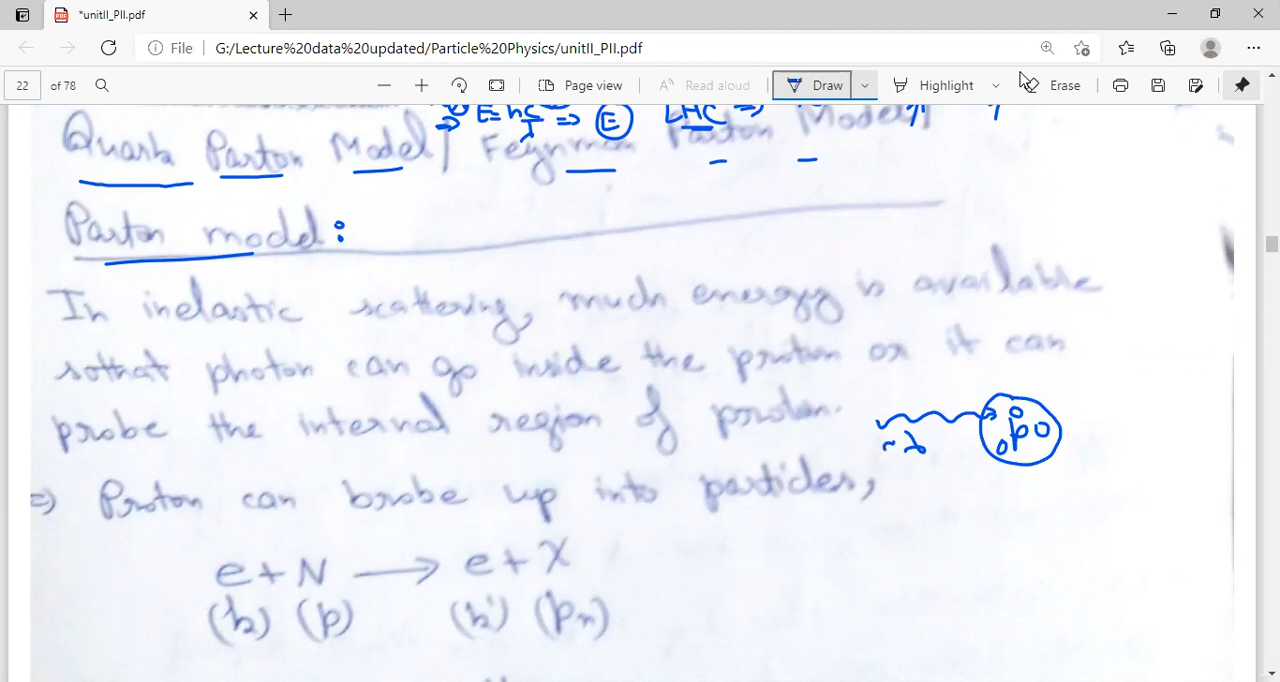 *unitII_PII.pdf
File G:/Lecture%20data%20updated/Particle%20Physics/unitII_PII.pdf
22 of 78 Page view Read aloud Draw Highlight Erase
E= hc/λ ⇒ E LHC ⇒
Quark Parton Model / Feynman Parton Model /
Parton model:
In inelastic scattering, much energy is available
sothat photon can go inside the proton or it can
probe the internal region of proton.
p
⇒ Proton can brobe up into particles,
e + N ⟶ e + X
(k) (p) (k') (pn)